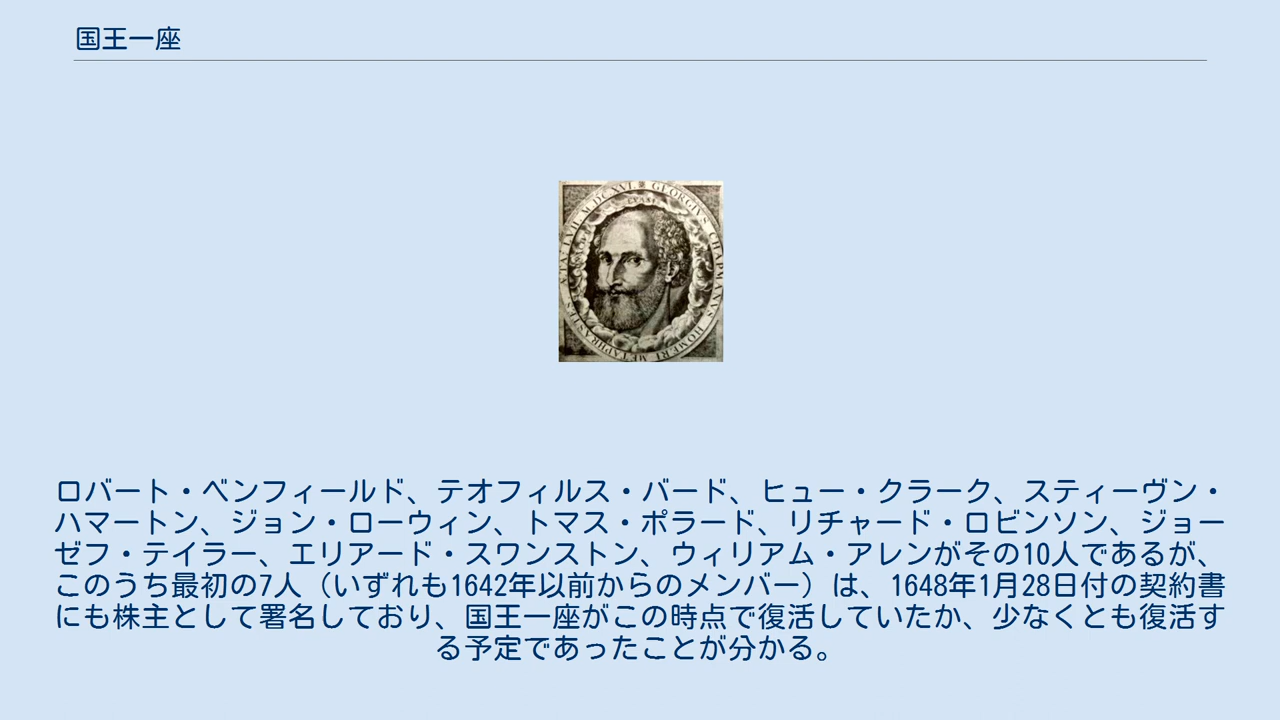 国王一座
ÆTA: LVII. M.DC.XVI. GEORGIVS CHAPMANVS HOMERI METAPHRASTES
ロバート・ベンフィールド、テオフィルス・バード、ヒュー・クラーク、スティーヴン・
ハマートン、ジョン・ローウィン、トマス・ポラード、リチャード・ロビンソン、ジョー
ゼフ・テイラー、エリアード・スワンストン、ウィリアム・アレンがその10人であるが、
このうち最初の7人（いずれも1642年以前からのメンバー）は、1648年1月28日付の契約書
にも株主として署名しており、国王一座がこの時点で復活していたか、少なくとも復活す
る予定であったことが分かる。